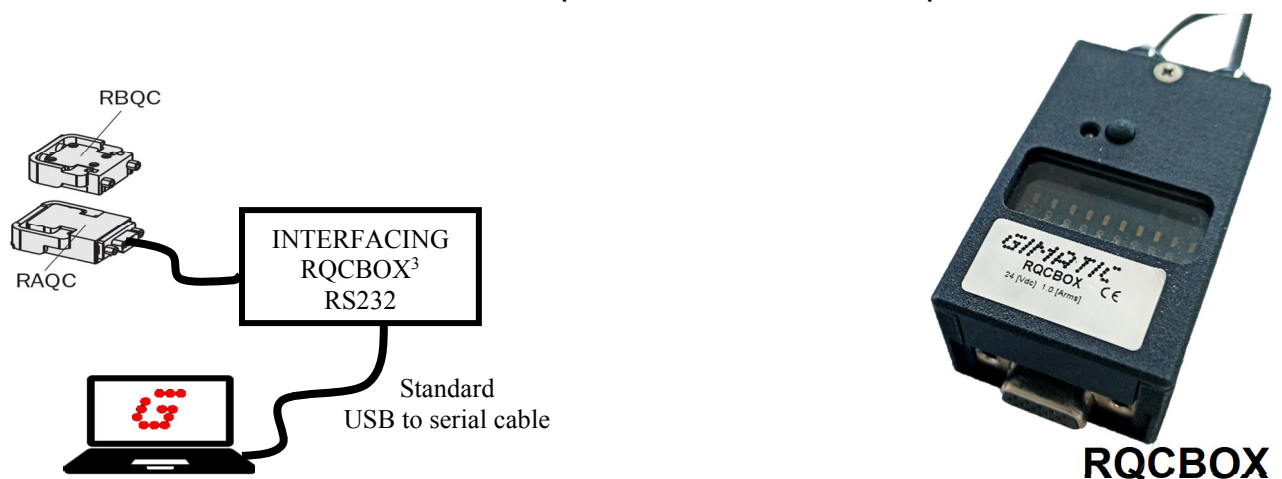 RBQC
RAQC
INTERFACING
RQCBOX³
RS232
Standard
USB to serial cable
G
GIMATIC
RQCBOX
24 [Vdc] 1.0 [Arms]
CE
RQCBOX